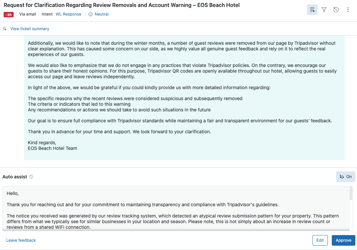 Request for Clarification Regarding Review Removals and Account Warning – EOS Beach Hotel
Via email Intent WL Response Neutral
View ticket summary
Additionally, we would like to note that during the winter months, a number of guest reviews were removed from our page by Tripadvisor without
clear explanation. This has caused some concern on our side, as we highly value all genuine guest feedback and rely on it to reflect the real
experiences of our guests.
We would also like to emphasize that we do not engage in any practices that violate Tripadvisor policies. On the contrary, we encourage our
guests to share their honest opinions. For this purpose, Tripadvisor QR codes are openly available throughout our hotel, allowing guests to easily
access our page and leave reviews independently.
In light of the above, we would be grateful if you could kindly provide us with more detailed information regarding:
The specific reasons why the recent reviews were considered suspicious and subsequently removed
The criteria or indicators that led to this warning
Any recommendations or actions we should take to avoid such situations in the future
Our goal is to ensure full compliance with Tripadvisor standards while maintaining a fair and transparent environment for our guests' feedback.
Thank you in advance for your time and support. We look forward to your clarification.
Kind regards,
EOS Beach Hotel Team
Auto assist
On
Hello,
Thank you for reaching out and for your commitment to maintaining transparency and compliance with Tripadvisor's guidelines.
The notice you received was generated by our review tracking system, which detected an atypical review submission pattern for your property. This pattern
differs from what we typically see for similar businesses in your location and season. Please note, this is not simply about an increase in review count or
reviews from a shared WiFi connection.
Leave feedback
Edit
Approve